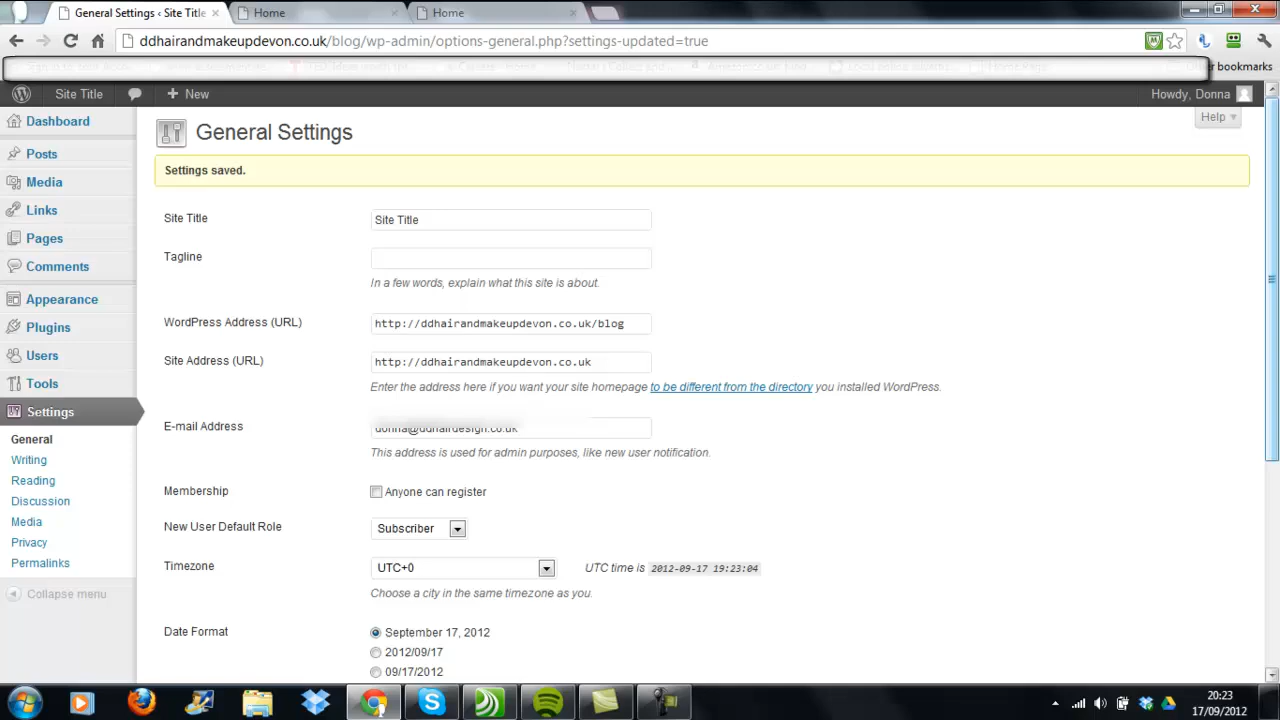 General Settings ‹ Site Title
Home
Home
ddhairandmakeupdevon.co.uk/blog/wp-admin/options-general.php?settings-updated=true
bookmarks
Site Title
New
Howdy, Donna
Dashboard
Posts
Media
Links
Pages
Comments
Appearance
Plugins
Users
Tools
Settings
General
Writing
Reading
Discussion
Media
Privacy
Permalinks
Collapse menu
General Settings
Help
Settings saved.
Site Title
Site Title
Tagline
In a few words, explain what this site is about.
WordPress Address (URL)
http://ddhairandmakeupdevon.co.uk/blog
Site Address (URL)
http://ddhairandmakeupdevon.co.uk
Enter the address here if you want your site homepage to be different from the directory you installed WordPress.
E-mail Address
donna@ddhairdesign.co.uk
This address is used for admin purposes, like new user notification.
Membership
Anyone can register
New User Default Role
Subscriber
Timezone
UTC+0
UTC time is 2012-09-17 19:23:04
Choose a city in the same timezone as you.
Date Format
September 17, 2012
2012/09/17
09/17/2012
20:23
17/09/2012